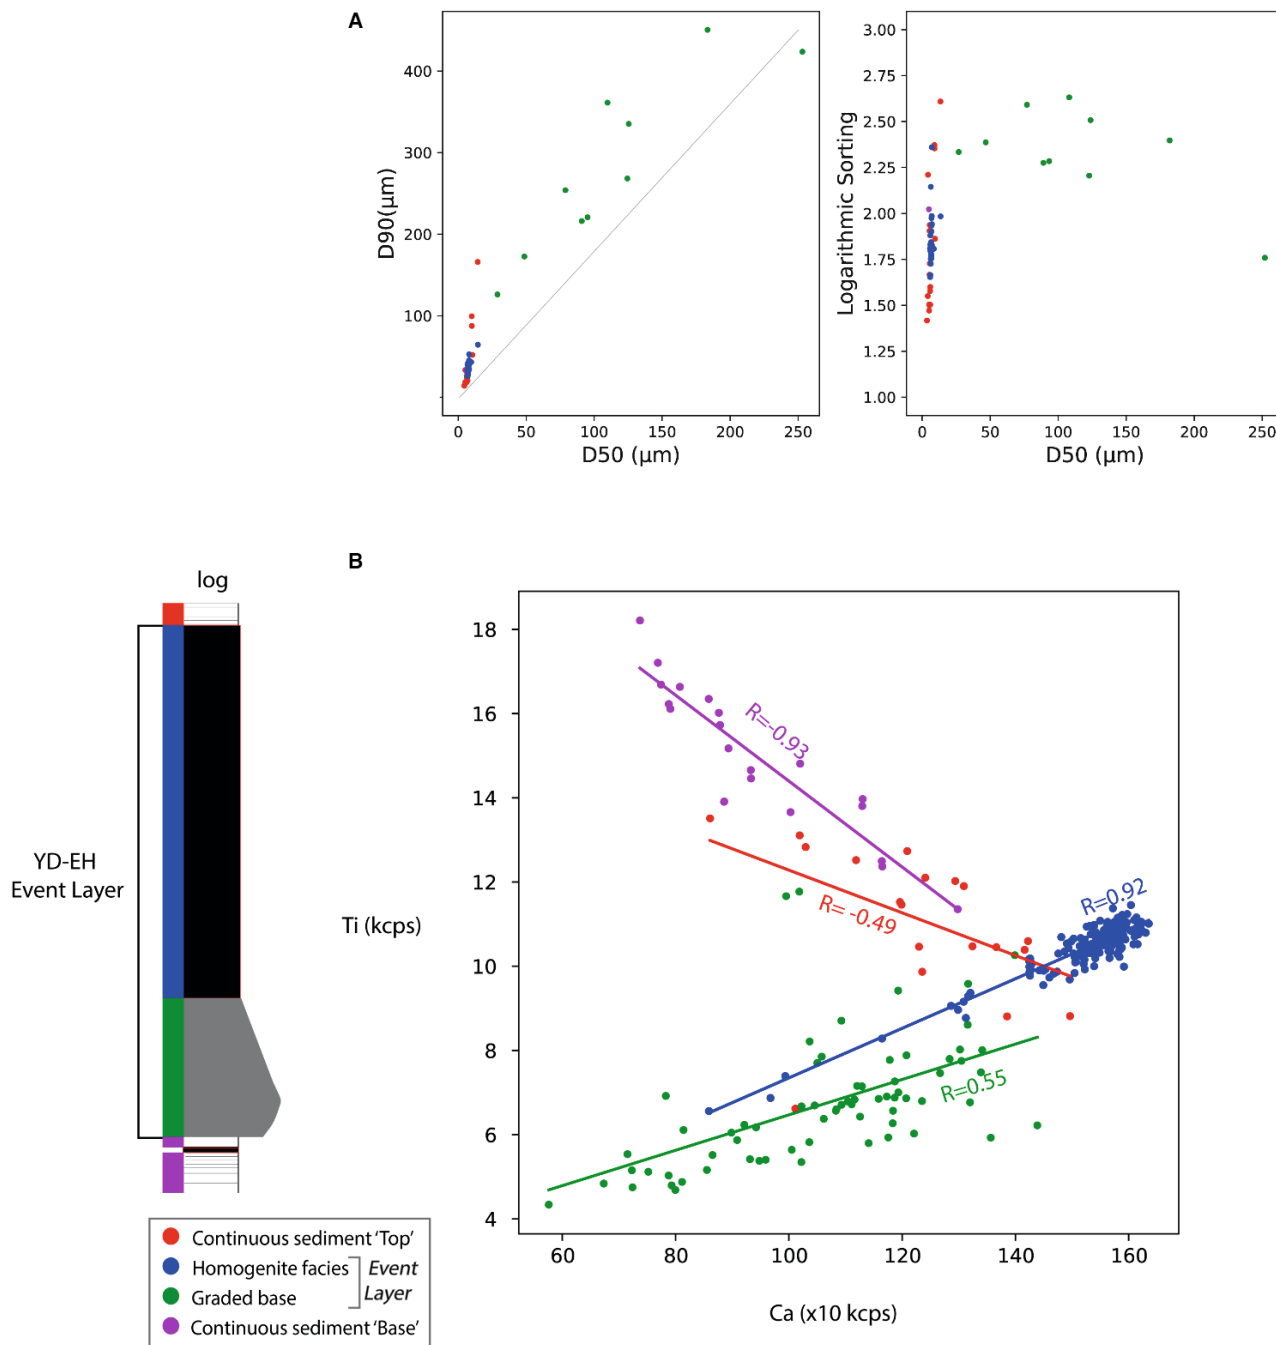 A
400
300
200
100
D90(μm)
0
50
100
150
200
250
D50 (μm)
3.00
2.75
2.50
2.25
2.00
1.75
1.50
1.25
1.00
Logarithmic Sorting
0
50
100
150
200
250
D50 (μm)
B
log
YD-EH
Event Layer
Ti (kcps)
18
16
14
12
10
8
6
4
R=-0.93
R= -0.49
R=0.92
R=0.55
60
80
100
120
140
160
Ca (x10 kcps)
Continuous sediment 'Top'
Homogenite facies
Graded base
Event
Layer
Continuous sediment 'Base'